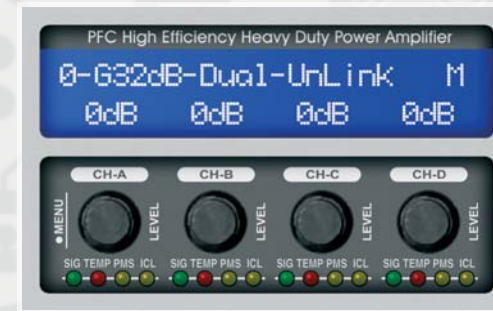 PFC High Efficiency Heavy Duty Power Amplifier
0-G32dB-Dual-UnLink M
0dB 0dB 0dB 0dB
CH-A CH-B CH-C CH-D
MENU LEVEL LEVEL LEVEL LEVEL
SIG TEMP PMS ICL SIG TEMP PMS ICL SIG TEMP PMS ICL SIG TEMP PMS ICL